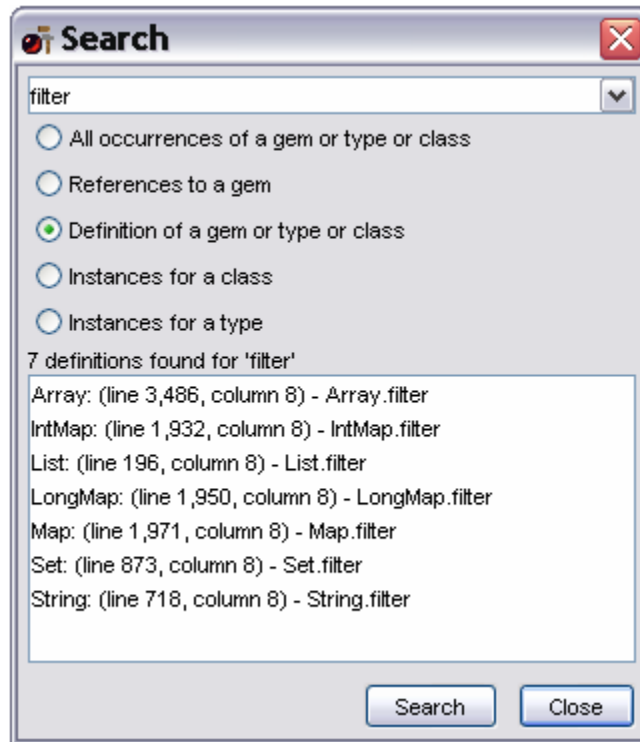 Search
filter
All occurrences of a gem or type or class
References to a gem
Definition of a gem or type or class
Instances for a class
Instances for a type
7 definitions found for 'filter'
Array: (line 3,486, column 8) - Array.filter
IntMap: (line 1,932, column 8) - IntMap.filter
List: (line 196, column 8) - List.filter
LongMap: (line 1,950, column 8) - LongMap.filter
Map: (line 1,971, column 8) - Map.filter
Set: (line 873, column 8) - Set.filter
String: (line 718, column 8) - String.filter
Search Close